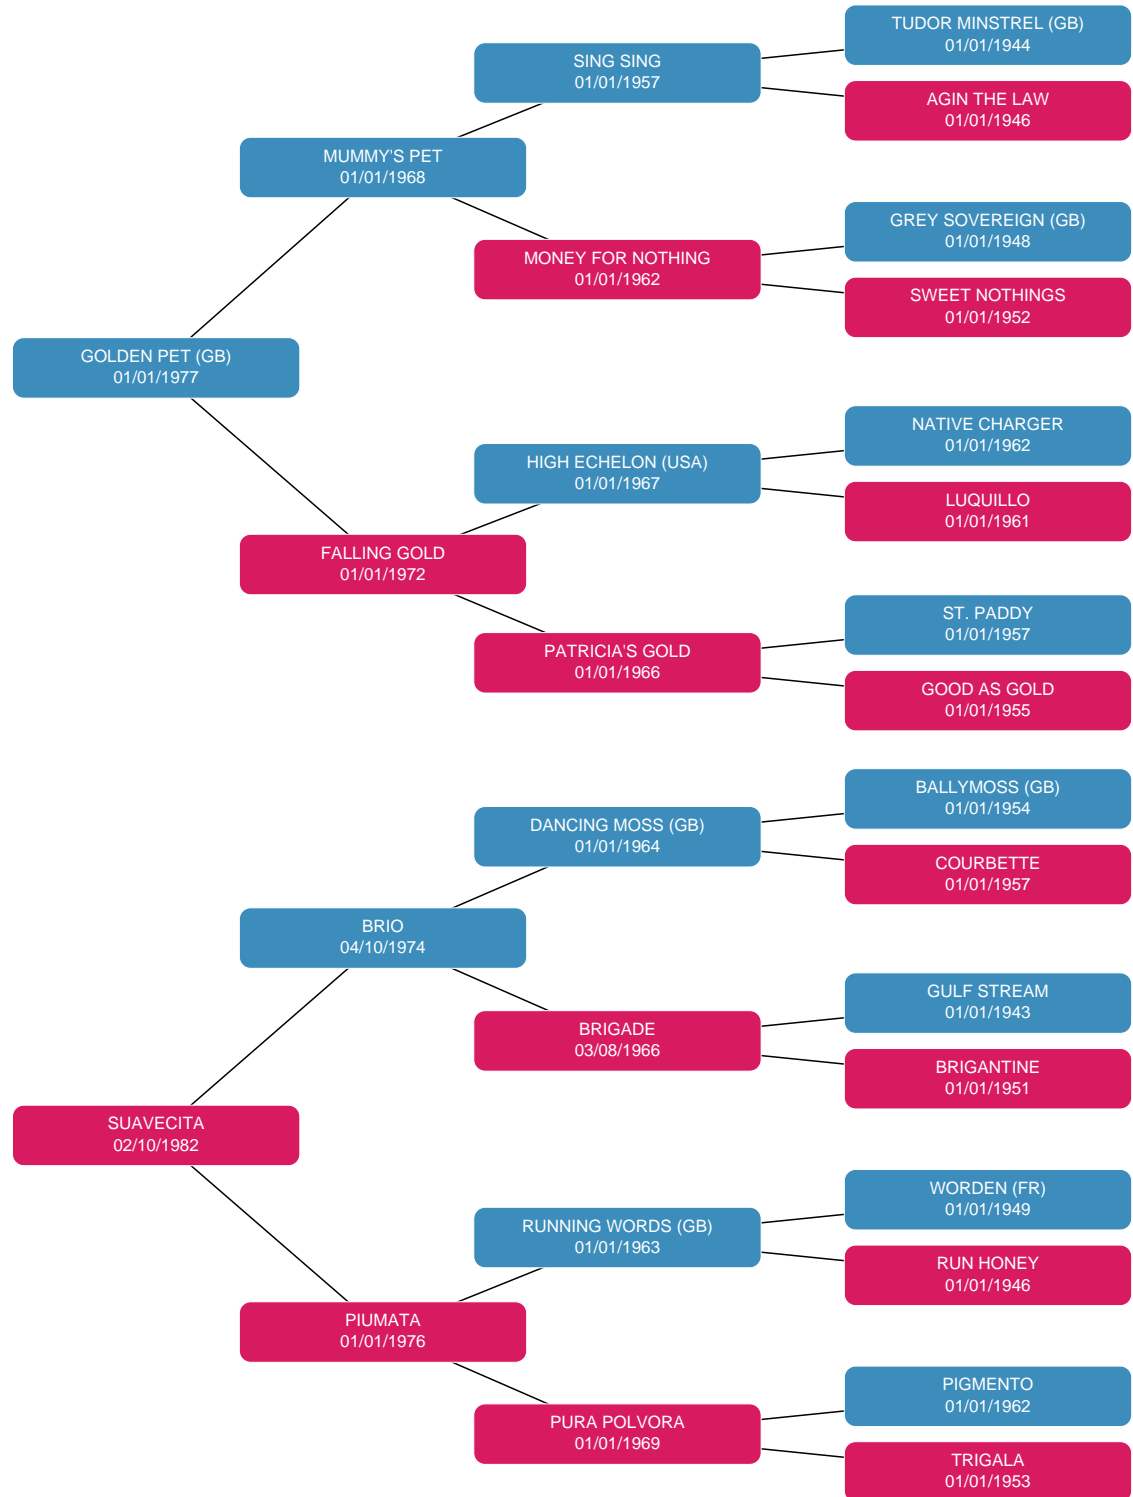 TUDOR MINSTREL (GB)
01/01/1944
SING SING
01/01/1957
AGIN THE LAW
01/01/1946
MUMMY'S PET
01/01/1968
GREY SOVEREIGN (GB)
01/01/1948
MONEY FOR NOTHING
01/01/1962
SWEET NOTHINGS
01/01/1952
GOLDEN PET (GB)
01/01/1977
NATIVE CHARGER
01/01/1962
HIGH ECHELON (USA)
01/01/1967
LUQUILLO
01/01/1961
FALLING GOLD
01/01/1972
ST. PADDY
01/01/1957
PATRICIA'S GOLD
01/01/1966
GOOD AS GOLD
01/01/1955
BALLYMOSS (GB)
01/01/1954
DANCING MOSS (GB)
01/01/1964
COURBETTE
01/01/1957
BRIO
04/10/1974
GULF STREAM
01/01/1943
BRIGADE
03/08/1966
BRIGANTINE
01/01/1951
SUAVECITA
02/10/1982
WORDEN (FR)
01/01/1949
RUNNING WORDS (GB)
01/01/1963
RUN HONEY
01/01/1946
PIUMATA
01/01/1976
PIGMENTO
01/01/1962
PURA POLVORA
01/01/1969
TRIGALA
01/01/1953